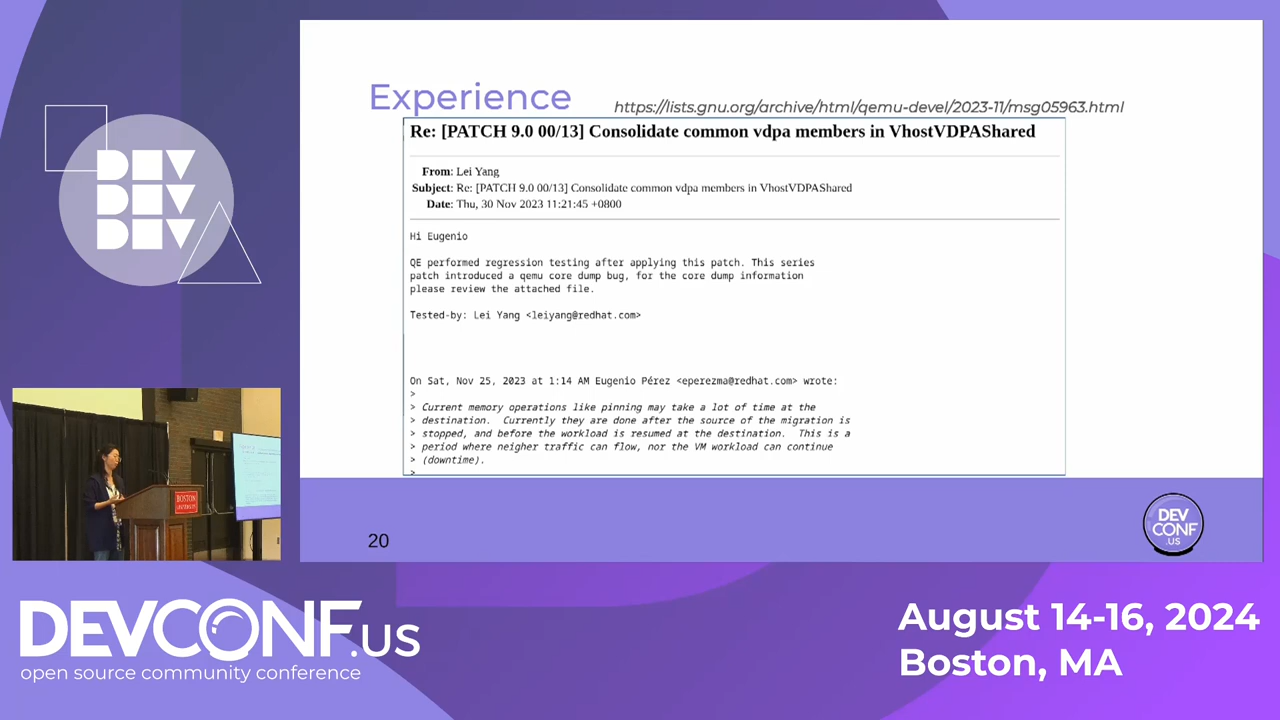 DEV
DEV
DEV
Experience
https://lists.gnu.org/archive/html/qemu-devel/2023-11/msg05963.html
Re: [PATCH 9.0 00/13] Consolidate common vdpa members in VhostVDPAShared
From: Lei Yang
Subject: Re: [PATCH 9.0 00/13] Consolidate common vdpa members in VhostVDPAShared
Date: Thu, 30 Nov 2023 11:21:45 +0800
Hi Eugenio
QE performed regression testing after applying this patch. This series
patch introduced a qemu core dump bug, for the core dump information
please review the attached file.
Tested-by: Lei Yang <leiyang@redhat.com>
On Sat, Nov 25, 2023 at 1:14 AM Eugenio Pérez <eperezma@redhat.com> wrote:
>
> Current memory operations like pinning may take a lot of time at the
> destination.  Currently they are done after the source of the migration is
> stopped, and before the workload is resumed at the destination.  This is a
> period where neigher traffic can flow, nor the VM workload can continue
> (downtime).
>
20
DEV
CONF
.US
BOSTON
UNIVERSITY
DEVCONF.US
open source community conference
August 14-16, 2024
Boston, MA